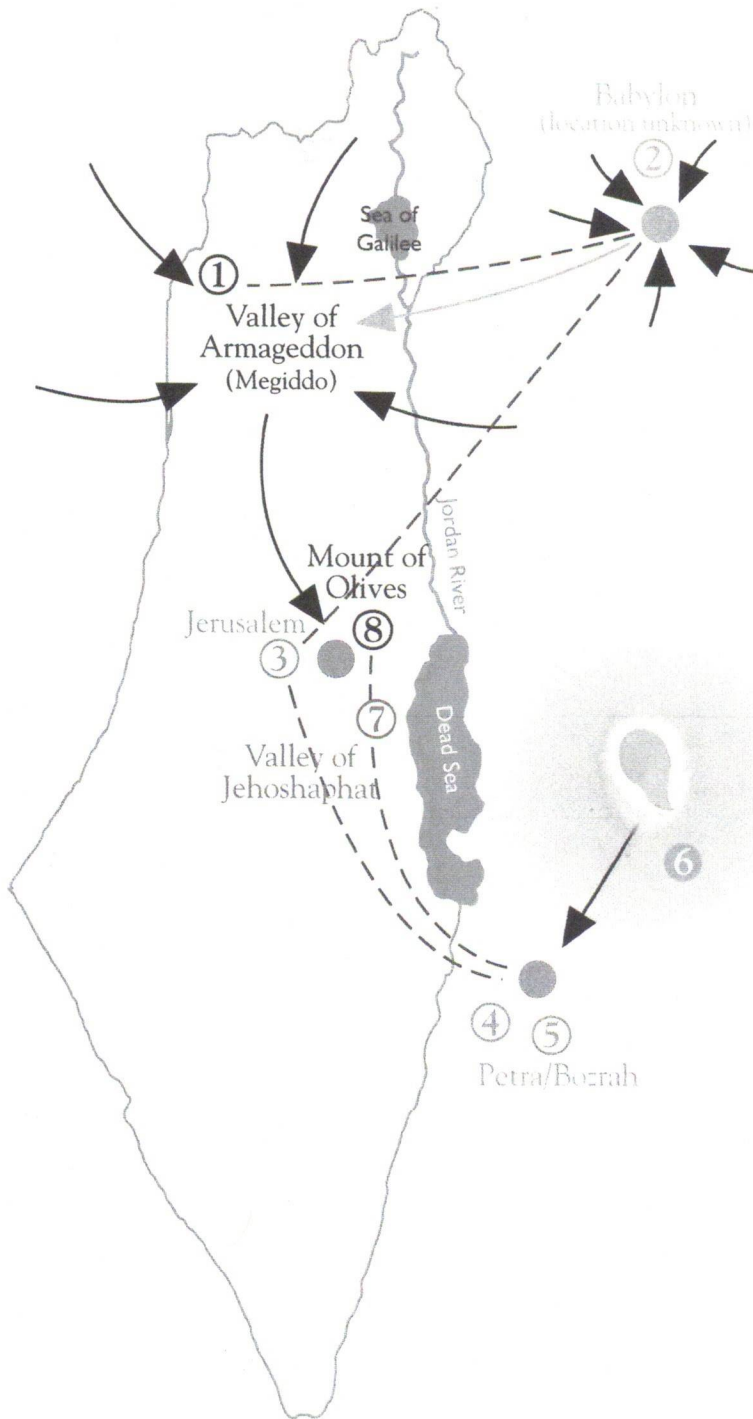 Babylon
(location unknown)
②
Sea of
Galilee
①
Valley of
Armageddon
(Megiddo)
Jordan River
Mount of
Olives
Jerusalem
⑧
③
⑦
Valley of
Jehoshaphat
Dead Sea
❻
④
⑤
Petra/Bozrah